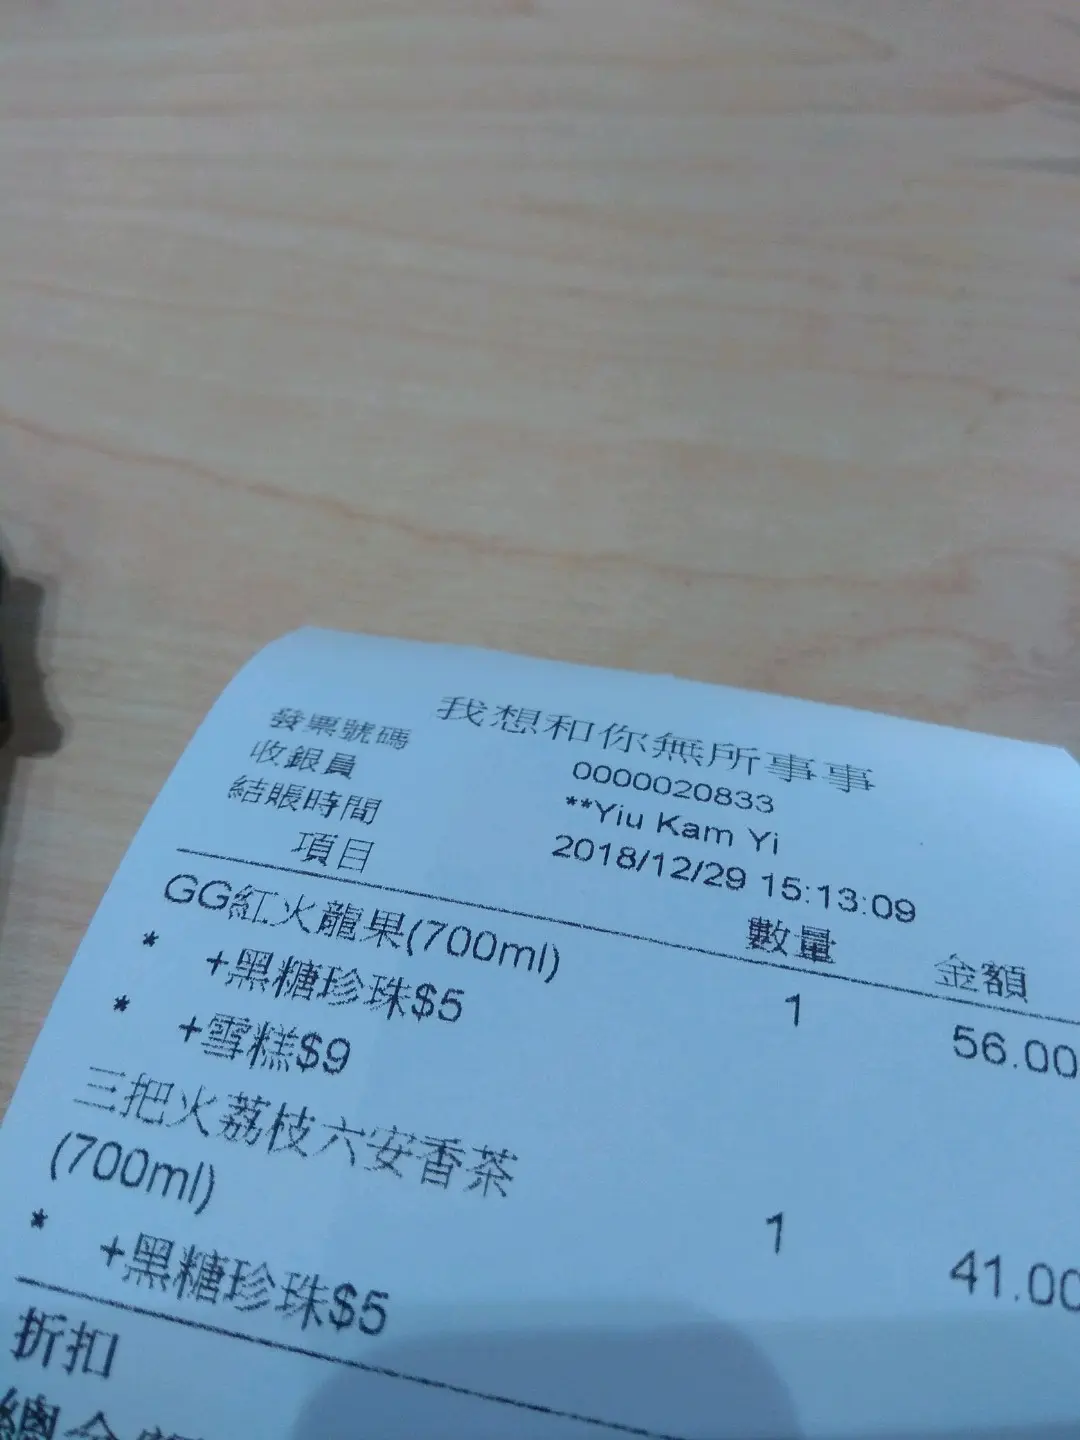 我想和你無所事事
發票號碼 0000020833
收銀員 **Yiu Kam Yi
結賬時間 2018/12/29 15:13:09
項目 數量 金額
GG紅火龍果(700ml) 1 56.00
* +黑糖珍珠$5
* +雪糕$9
三把火荔枝六安香茶
(700ml) 1 41.00
* +黑糖珍珠$5
折扣
總金額